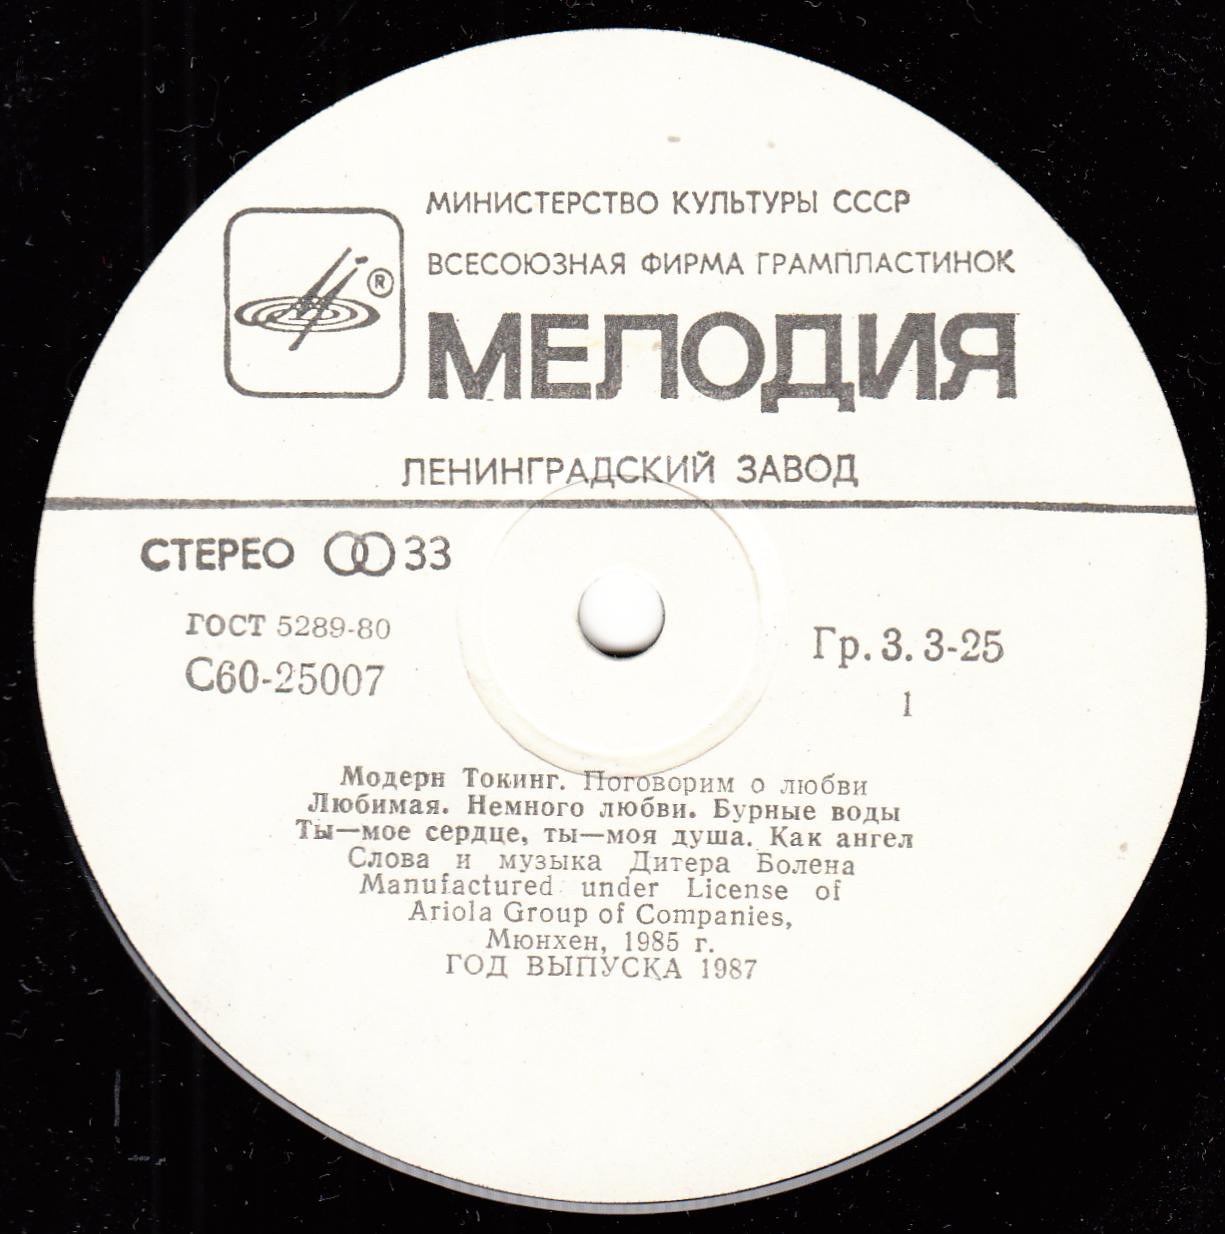 МИНИСТЕРСТВО КУЛЬТУРЫ СССР
ВСЕСОЮЗНАЯ ФИРМА ГРАМПЛАСТИНОК
®
МЕЛОДИЯ
ЛЕНИНГРАДСКИЙ ЗАВОД
СТЕРЕО 33
ГОСТ 5289-80
С60-25007
Гр. 3. 3-25
1
Модерн Токинг. Поговорим о любви
Любимая. Немного любви. Бурные воды
Ты—мое сердце, ты—моя душа. Как ангел
Слова и музыка Дитера Болена
Manufactured under License of
Ariola Group of Companies,
Мюнхен, 1985 г.
ГОД ВЫПУСКА 1987